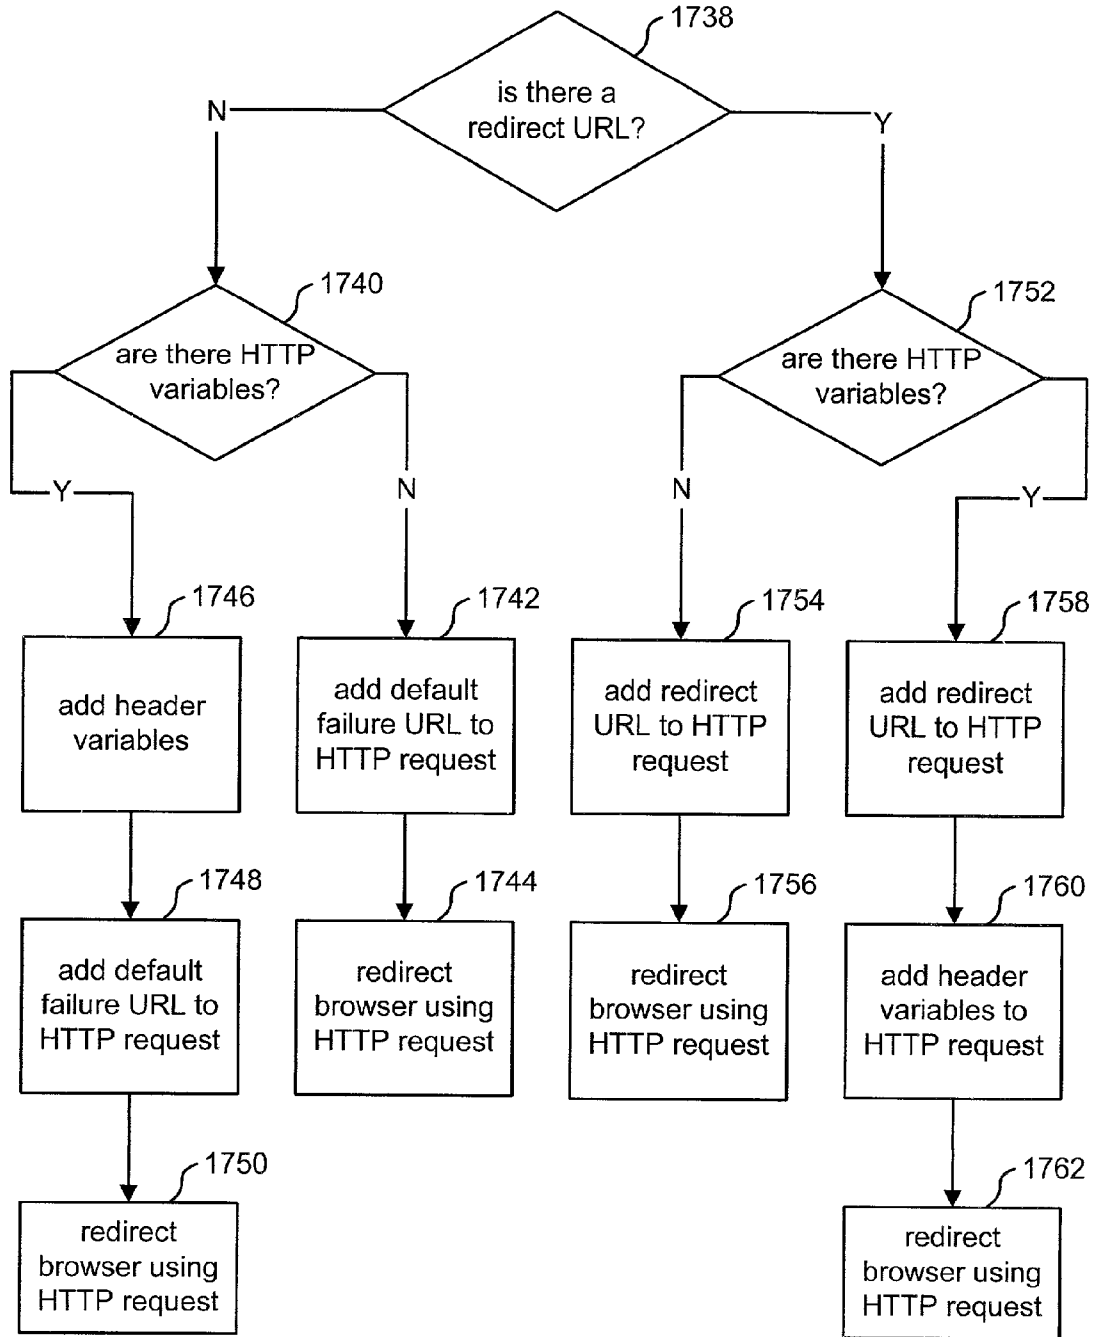 1738
is there a
redirect URL?
N
Y
1740
are there HTTP
variables?
1752
are there HTTP
variables?
Y
N
N
Y
1746
add header
variables
1742
add default
failure URL to
HTTP request
1754
add redirect
URL to HTTP
request
1758
add redirect
URL to HTTP
request
1748
add default
failure URL to
HTTP request
1744
redirect
browser using
HTTP request
1756
redirect
browser using
HTTP request
1760
add header
variables to
HTTP request
1750
redirect
browser using
HTTP request
1762
redirect
browser using
HTTP request